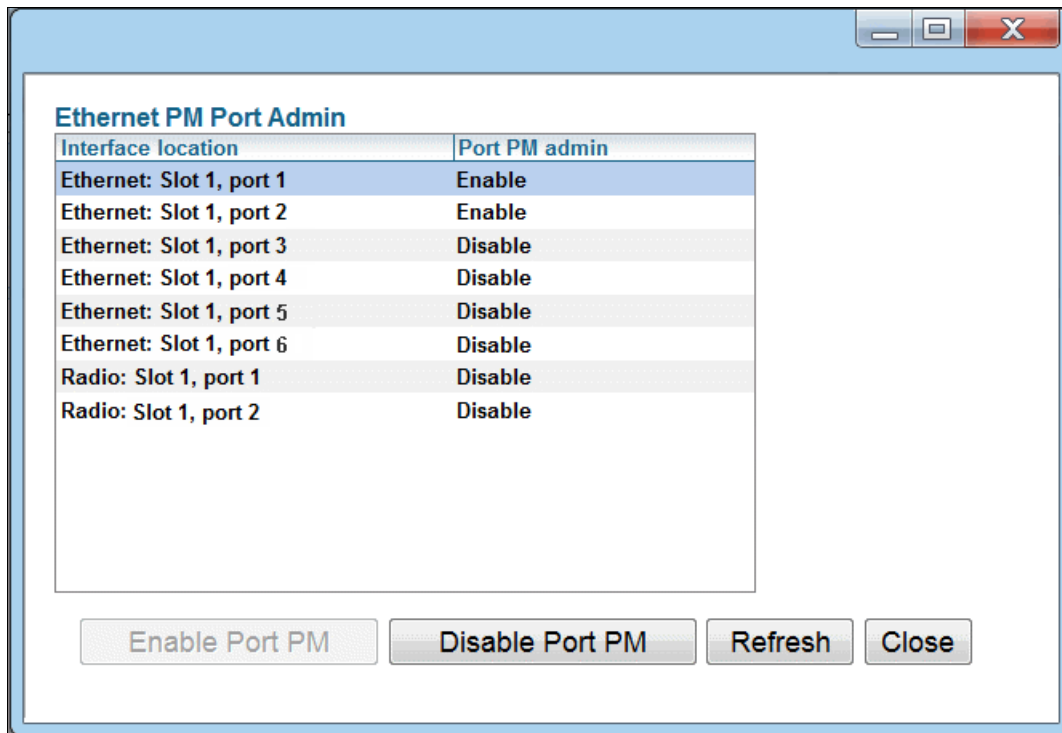 Ethernet PM Port Admin
Interface location Port PM admin
Ethernet: Slot 1, port 1 Enable
Ethernet: Slot 1, port 2 Enable
Ethernet: Slot 1, port 3 Disable
Ethernet: Slot 1, port 4 Disable
Ethernet: Slot 1, port 5 Disable
Ethernet: Slot 1, port 6 Disable
Radio: Slot 1, port 1 Disable
Radio: Slot 1, port 2 Disable
Enable Port PM Disable Port PM Refresh Close